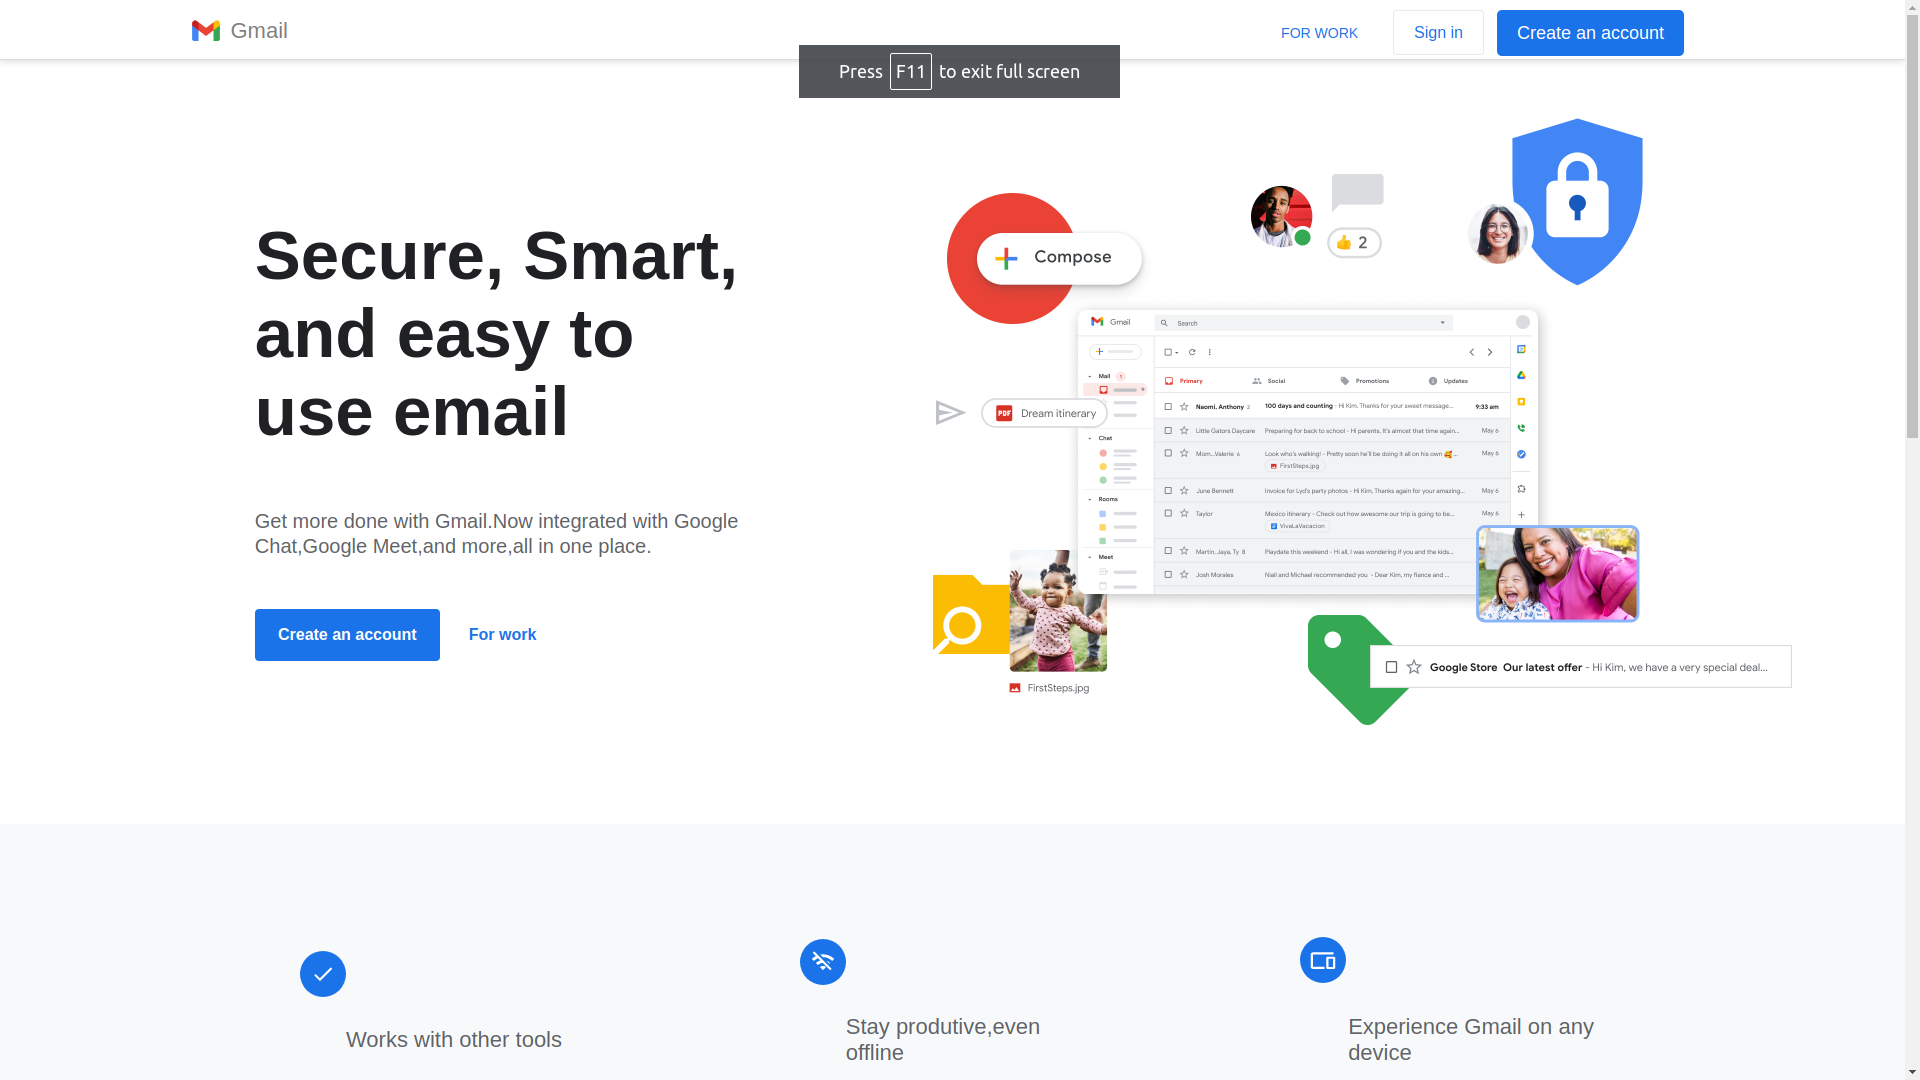 Gmail
FOR WORK
Sign in
Create an account
Press F11 to exit full screen
Secure, Smart,
and easy to
use email
Get more done with Gmail.Now integrated with Google
Chat,Google Meet,and more,all in one place.
Create an account
For work
Compose
2
Gmail
Search
Mail 1
Primary
Social
Promotions
Updates
Naomi, Anthony 2 100 days and counting - Hi Kim, Thanks for your sweet message... 9:33 am
PDF Dream itinerary
Little Gators Daycare Preparing for back to school - Hi parents, It's almost that time again... May 6
Chat
Mom...Valerie 6 Look who's walking! - Pretty soon he'll be doing it all on his own 🥰 ... May 6
FirstSteps.jpg
June Bennett Invoice for Lyd's party photos - Hi Kim, Thanks again for your amazing... May 6
Rooms
Taylor Mexico itinerary - Check out how awesome our trip is going to be... May 6
VivaLaVacacion
Meet
Martin, Jaya, Ty 8 Playdate this weekend - Hi all, I was wondering if you and the kids...
Josh Morales Niall and Michael recommended you - Dear Kim, my fiance and ...
Google Store Our latest offer - Hi Kim, we have a very special deal...
FirstSteps.jpg
Works with other tools
Stay produtive,even
offline
Experience Gmail on any
device